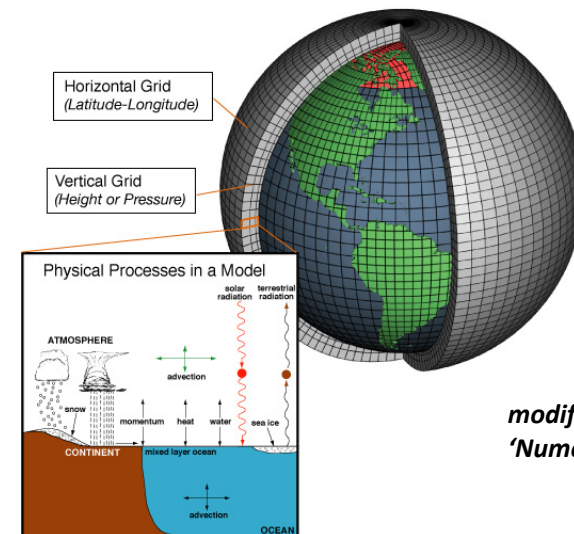 Horizontal Grid
(Latitude-Longitude)
Vertical Grid
(Height or Pressure)
Physical Processes in a Model
solar
radiation
terrestrial
radiation
ATMOSPHERE
advection
snow
momentum
heat
water
sea ice
CONTINENT
mixed layer ocean
advection
OCEAN
modif
'Nume